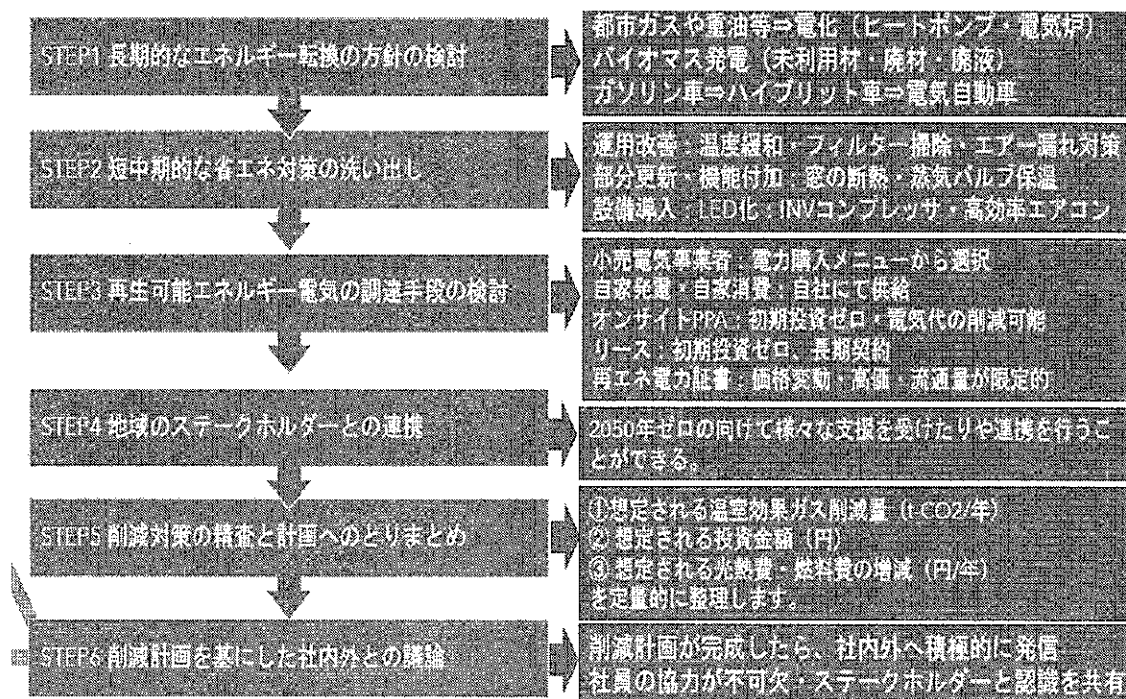 STEP1 長期的なエネルギー転換の方針の検討
都市ガスや重油等⇒電化（ヒートポンプ・電気炉）
バイオマス発電（未利用材・廃材・廃液）
ガソリン車⇒ハイブリット車⇒電気自動車
STEP2 短中期的な省エネ対策の洗い出し
運用改善：温度緩和・フィルター掃除・エアー漏れ対策
部分更新・機能付加：窓の断熱・蒸気バルブ保温
設備導入：LED化：INVコンプレッサ・高効率エアコン
STEP3 再生可能エネルギー電気の調達手段の検討
小売電気事業者：電力購入メニューから選択
自家発電・自家消費：自社にて供給
オンサイトPPA：初期投資ゼロ・電気代の削減可能
リース：初期投資ゼロ、長期契約
再エネ電力証書：価格変動・高価・流通量が限定的
STEP4 地域のステークホルダーとの連携
2050年ゼロの向けて様々な支援を受けたりや連携を行うこ
とができる。
STEP5 削減対策の精査と計画へのとりまとめ
①想定される温室効果ガス削減量（t-CO2/年）
② 想定される投資金額（円）
③ 想定される光熱費・燃料費の増減（円/年）
を定量的に整理します。
STEP6 削減計画を基にした社内外との議論
削減計画が完成したら、社内外へ積極的に発信
社員の協力が不可欠・ステークホルダーと認識を共有